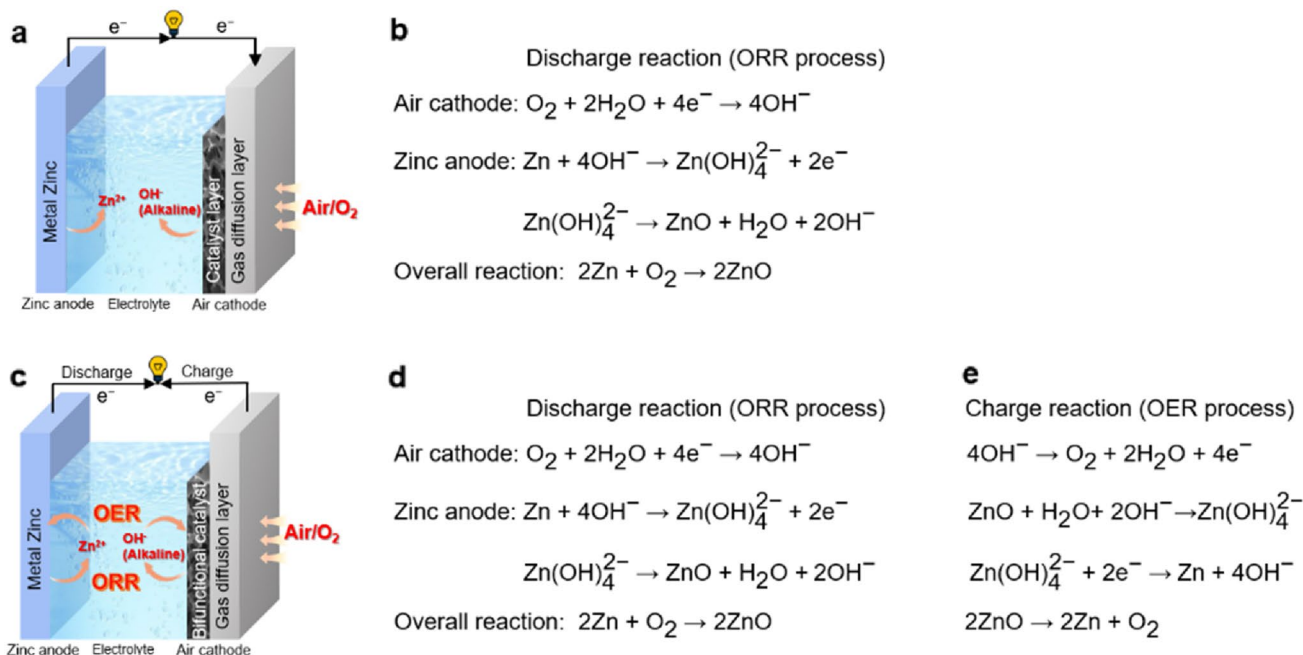 a
e⁻ e⁻
Metal Zinc
Zn²⁺
OH⁻
(Alkaline)
Catalyst layer
Gas diffusion layer
Air/O₂
Zinc anode Electrolyte Air cathode
b
Discharge reaction (ORR process)
Air cathode: O₂ + 2H₂O + 4e⁻ → 4OH⁻
Zinc anode: Zn + 4OH⁻ → Zn(OH)₄²⁻ + 2e⁻
Zn(OH)₄²⁻ → ZnO + H₂O + 2OH⁻
Overall reaction: 2Zn + O₂ → 2ZnO
c
Discharge Charge
e⁻ e⁻
Metal Zinc
OER
Zn²⁺
OH⁻
(Alkaline)
ORR
Bifunctional catalyst
Gas diffusion layer
Air/O₂
Zinc anode Electrolyte Air cathode
d
Discharge reaction (ORR process)
Air cathode: O₂ + 2H₂O + 4e⁻ → 4OH⁻
Zinc anode: Zn + 4OH⁻ → Zn(OH)₄²⁻ + 2e⁻
Zn(OH)₄²⁻ → ZnO + H₂O + 2OH⁻
Overall reaction: 2Zn + O₂ → 2ZnO
e
Charge reaction (OER process)
4OH⁻ → O₂ + 2H₂O + 4e⁻
ZnO + H₂O+ 2OH⁻→Zn(OH)₄²⁻
Zn(OH)₄²⁻ + 2e⁻ → Zn + 4OH⁻
2ZnO → 2Zn + O₂